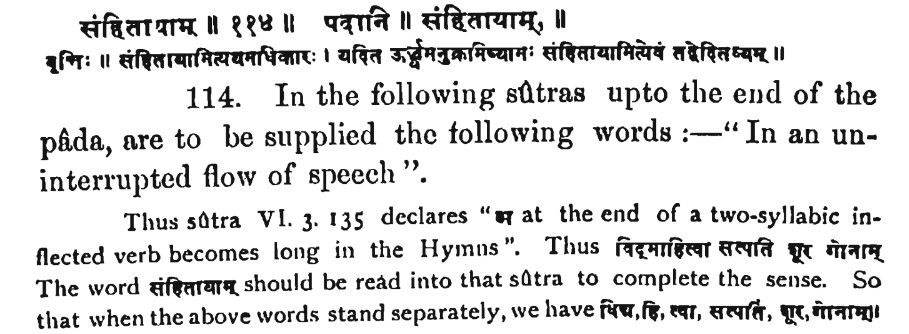 संहितायाम् ॥ ११४ ॥ पदानि ॥ संहितायाम्, ॥
वृत्तिः ॥ संहितायामित्ययमधिकारः । यदित ऊर्द्ध्वमनुक्रमिष्यामः संहितायामित्येवं तद्वेदितव्यम् ॥
114. In the following sûtras upto the end of the
pâda, are to be supplied the following words :—“ In an un-
interrupted flow of speech ”.
Thus sûtra VI. 3. 135 declares “अ at the end of a two-syllabic in-
flected verb becomes long in the Hymns”. Thus विद्माहित्वा सत्पतिं शूर गोनाम्
The word संहितायाम् should be read into that sûtra to complete the sense. So
that when the above words stand separately, we have विद्म, हि, त्वा, सत्पतिं, शूर, गोनाम्॥